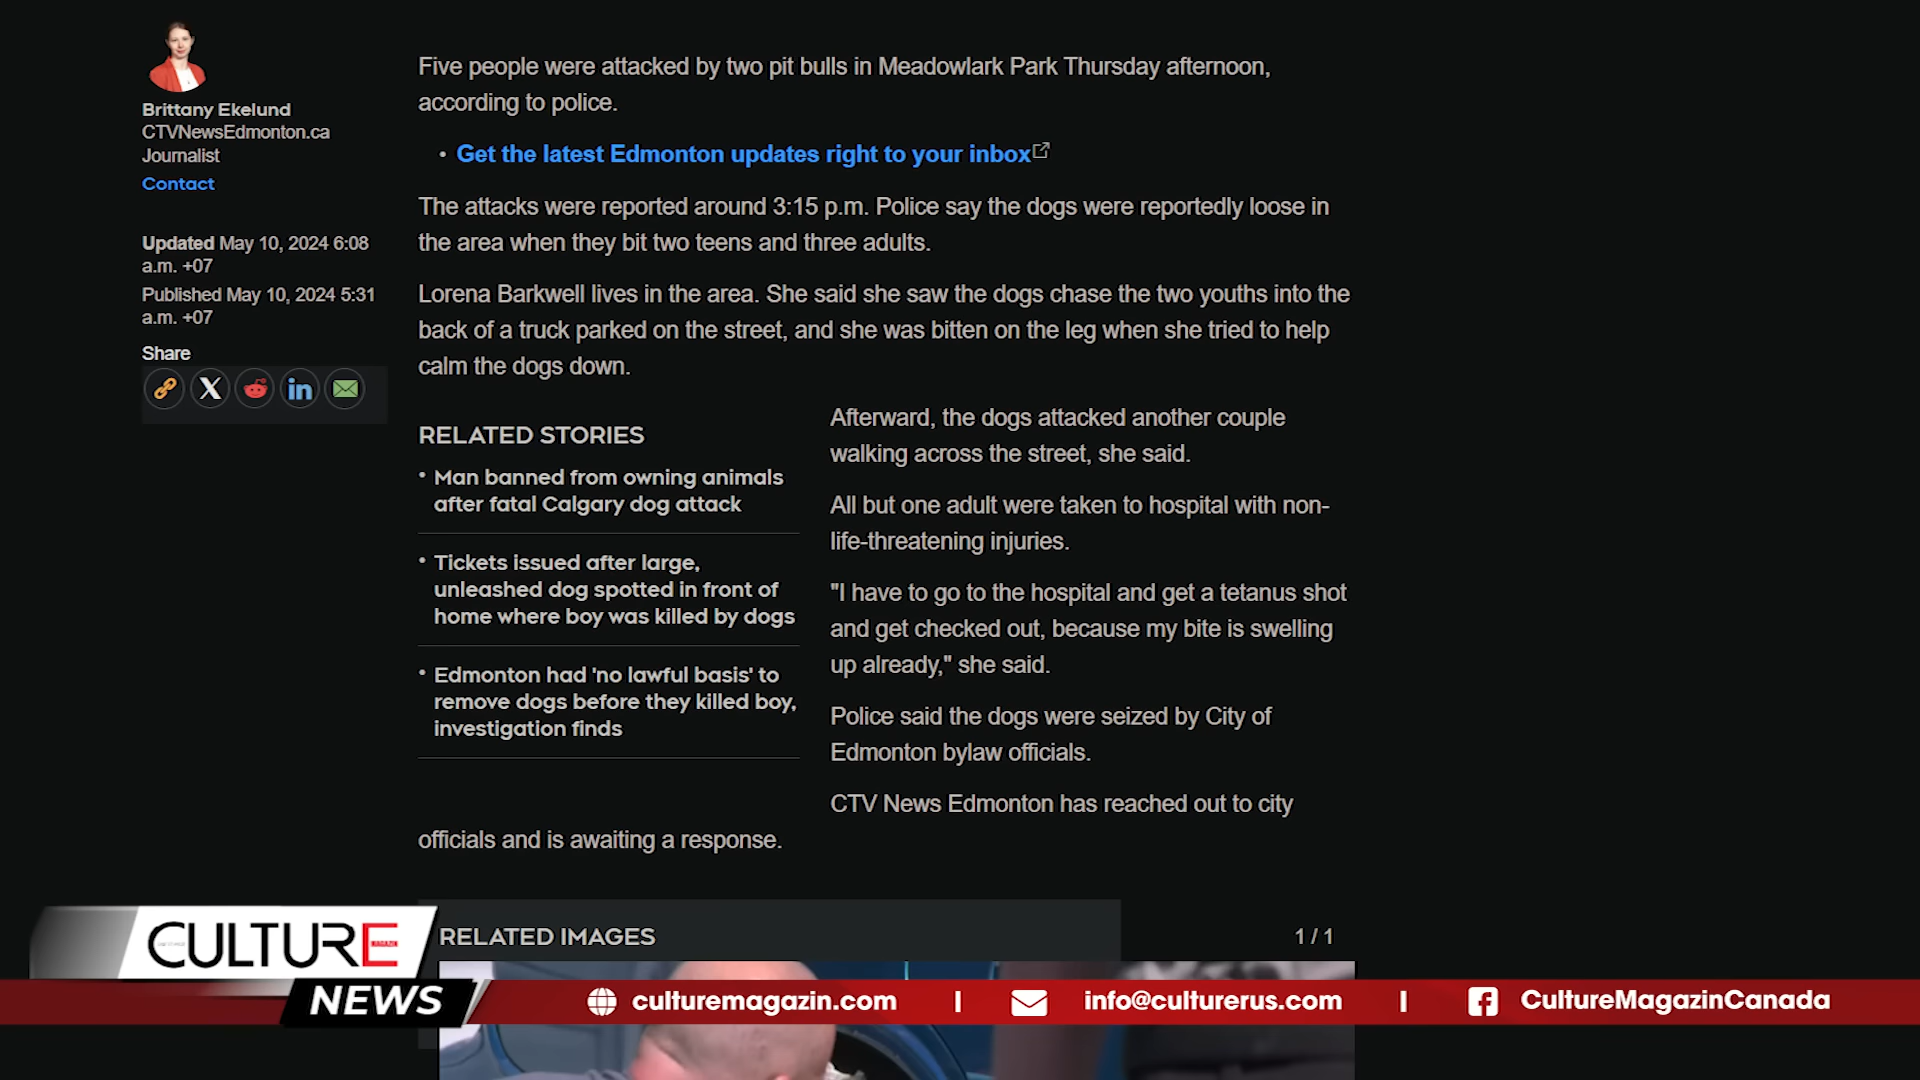 Brittany Ekelund
CTVNewsEdmonton.ca
Journalist
Contact
Updated May 10, 2024 6:08
a.m. +07
Published May 10, 2024 5:31
a.m. +07
Share
Five people were attacked by two pit bulls in Meadowlark Park Thursday afternoon,
according to police.
• Get the latest Edmonton updates right to your inbox
The attacks were reported around 3:15 p.m. Police say the dogs were reportedly loose in
the area when they bit two teens and three adults.
Lorena Barkwell lives in the area. She said she saw the dogs chase the two youths into the
back of a truck parked on the street, and she was bitten on the leg when she tried to help
calm the dogs down.
RELATED STORIES
• Man banned from owning animals
after fatal Calgary dog attack
• Tickets issued after large,
unleashed dog spotted in front of
home where boy was killed by dogs
• Edmonton had 'no lawful basis' to
remove dogs before they killed boy,
investigation finds
Afterward, the dogs attacked another couple
walking across the street, she said.
All but one adult were taken to hospital with non-
life-threatening injuries.
"I have to go to the hospital and get a tetanus shot
and get checked out, because my bite is swelling
up already," she said.
Police said the dogs were seized by City of
Edmonton bylaw officials.
CTV News Edmonton has reached out to city
officials and is awaiting a response.
RELATED IMAGES
1 / 1
CULTURE
NEWS
culturemagazin.com | info@culturerus.com | CultureMagazinCanada